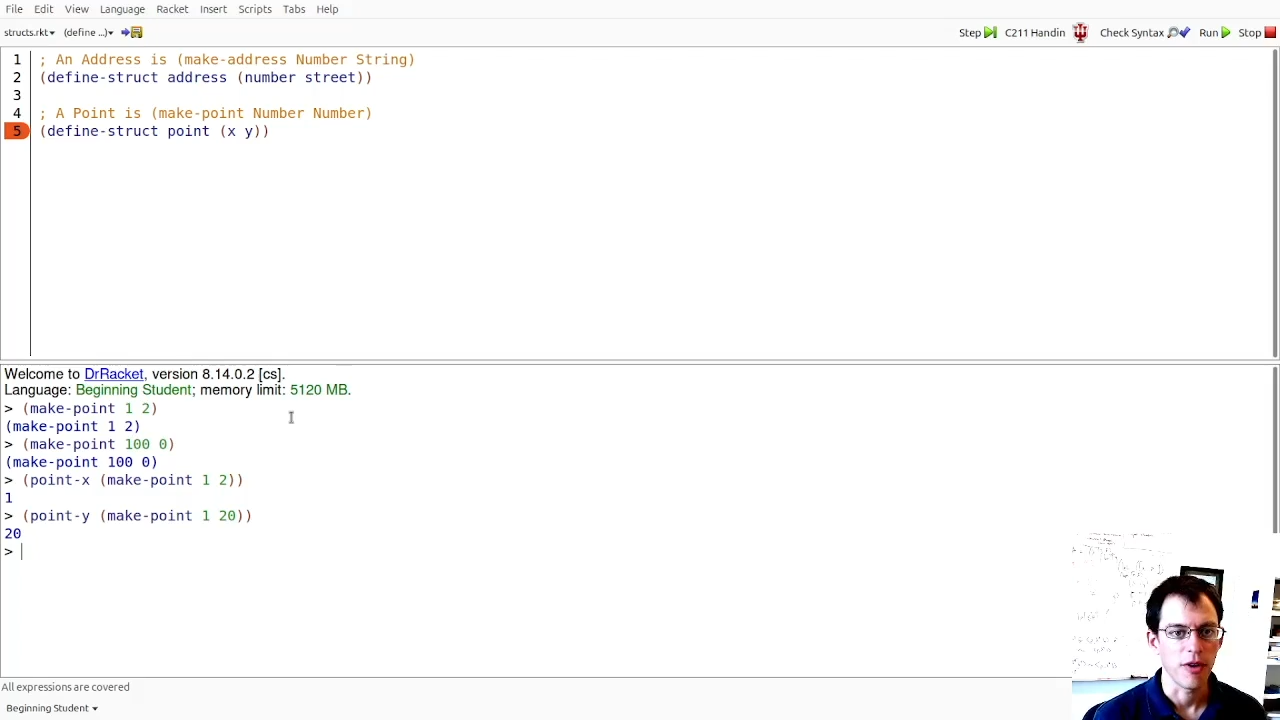 File Edit View Language Racket Insert Scripts Tabs Help
structs.rkt▾ (define ...)▾ Step C211 Handin Check Syntax Run Stop
1 ; An Address is (make-address Number String)
2 (define-struct address (number street))
3
4 ; A Point is (make-point Number Number)
5 (define-struct point (x y))
Welcome to DrRacket, version 8.14.0.2 [cs].
Language: Beginning Student; memory limit: 5120 MB.
> (make-point 1 2)
(make-point 1 2)
> (make-point 100 0)
(make-point 100 0)
> (point-x (make-point 1 2))
1
> (point-y (make-point 1 20))
20
>
All expressions are covered
Beginning Student ▾